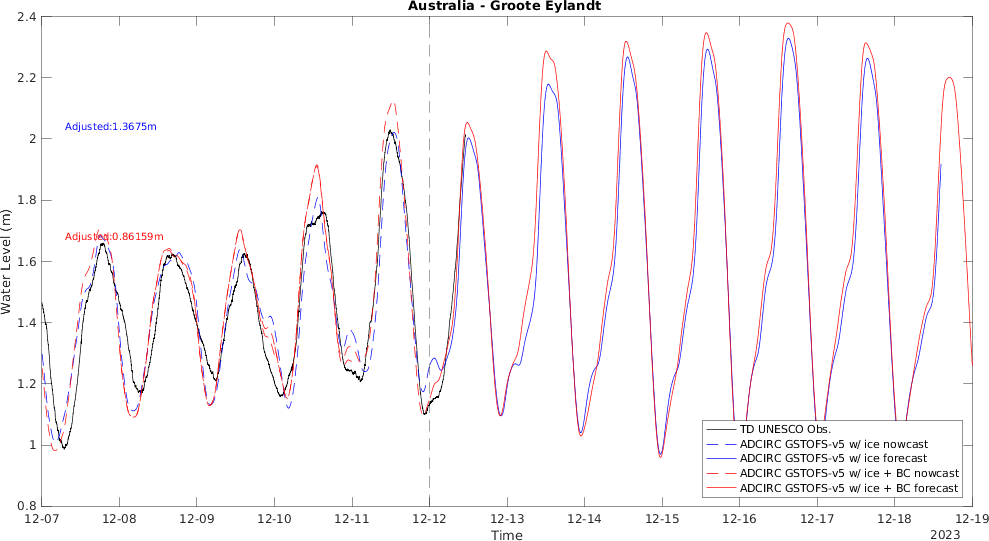 Australia - Groote Eylandt
2.4
2.2
2
1.8
1.6
1.4
1.2
1
0.8
Water Level (m)
Adjusted:1.3675m
Adjusted:0.86159m
TD UNESCO Obs.
ADCIRC GSTOFS-v5 w/ ice nowcast
ADCIRC GSTOFS-v5 w/ ice forecast
ADCIRC GSTOFS-v5 w/ ice + BC nowcast
ADCIRC GSTOFS-v5 w/ ice + BC forecast
12-07 12-08 12-09 12-10 12-11 12-12 12-13 12-14 12-15 12-16 12-17 12-18 12-19
Time
2023